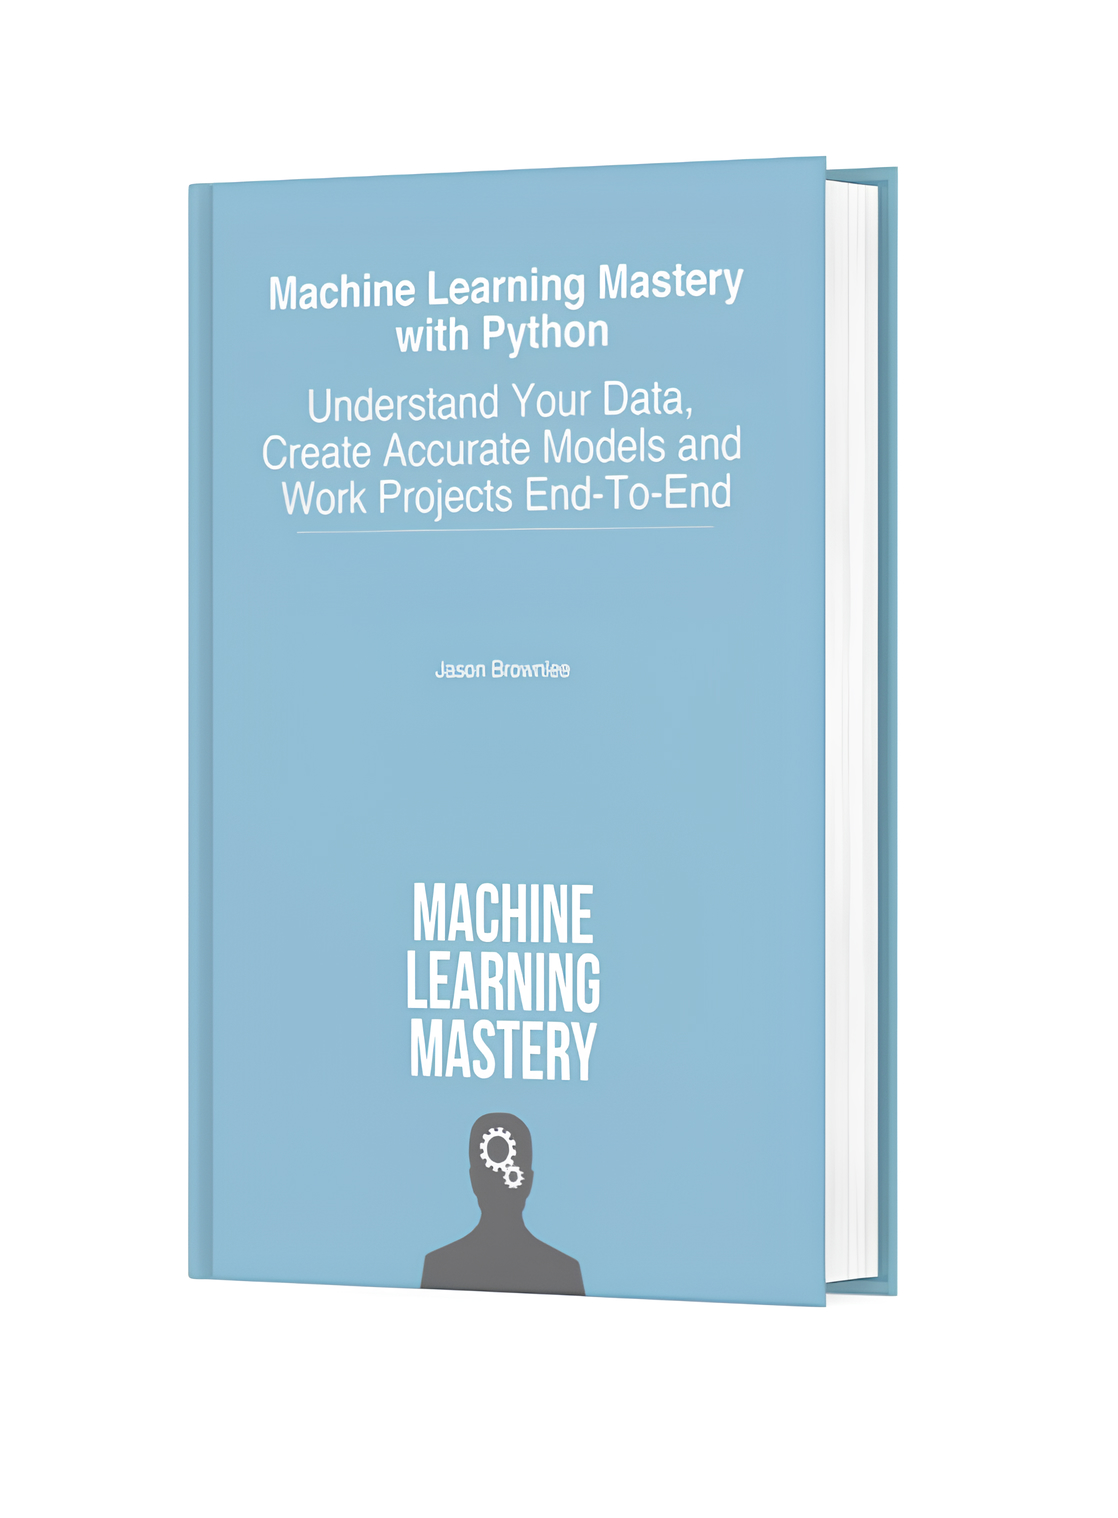 Machine Learning Mastery
with Python
Understand Your Data,
Create Accurate Models and
Work Projects End-To-End
Jason Brownlee
MACHINE
LEARNING
MASTERY